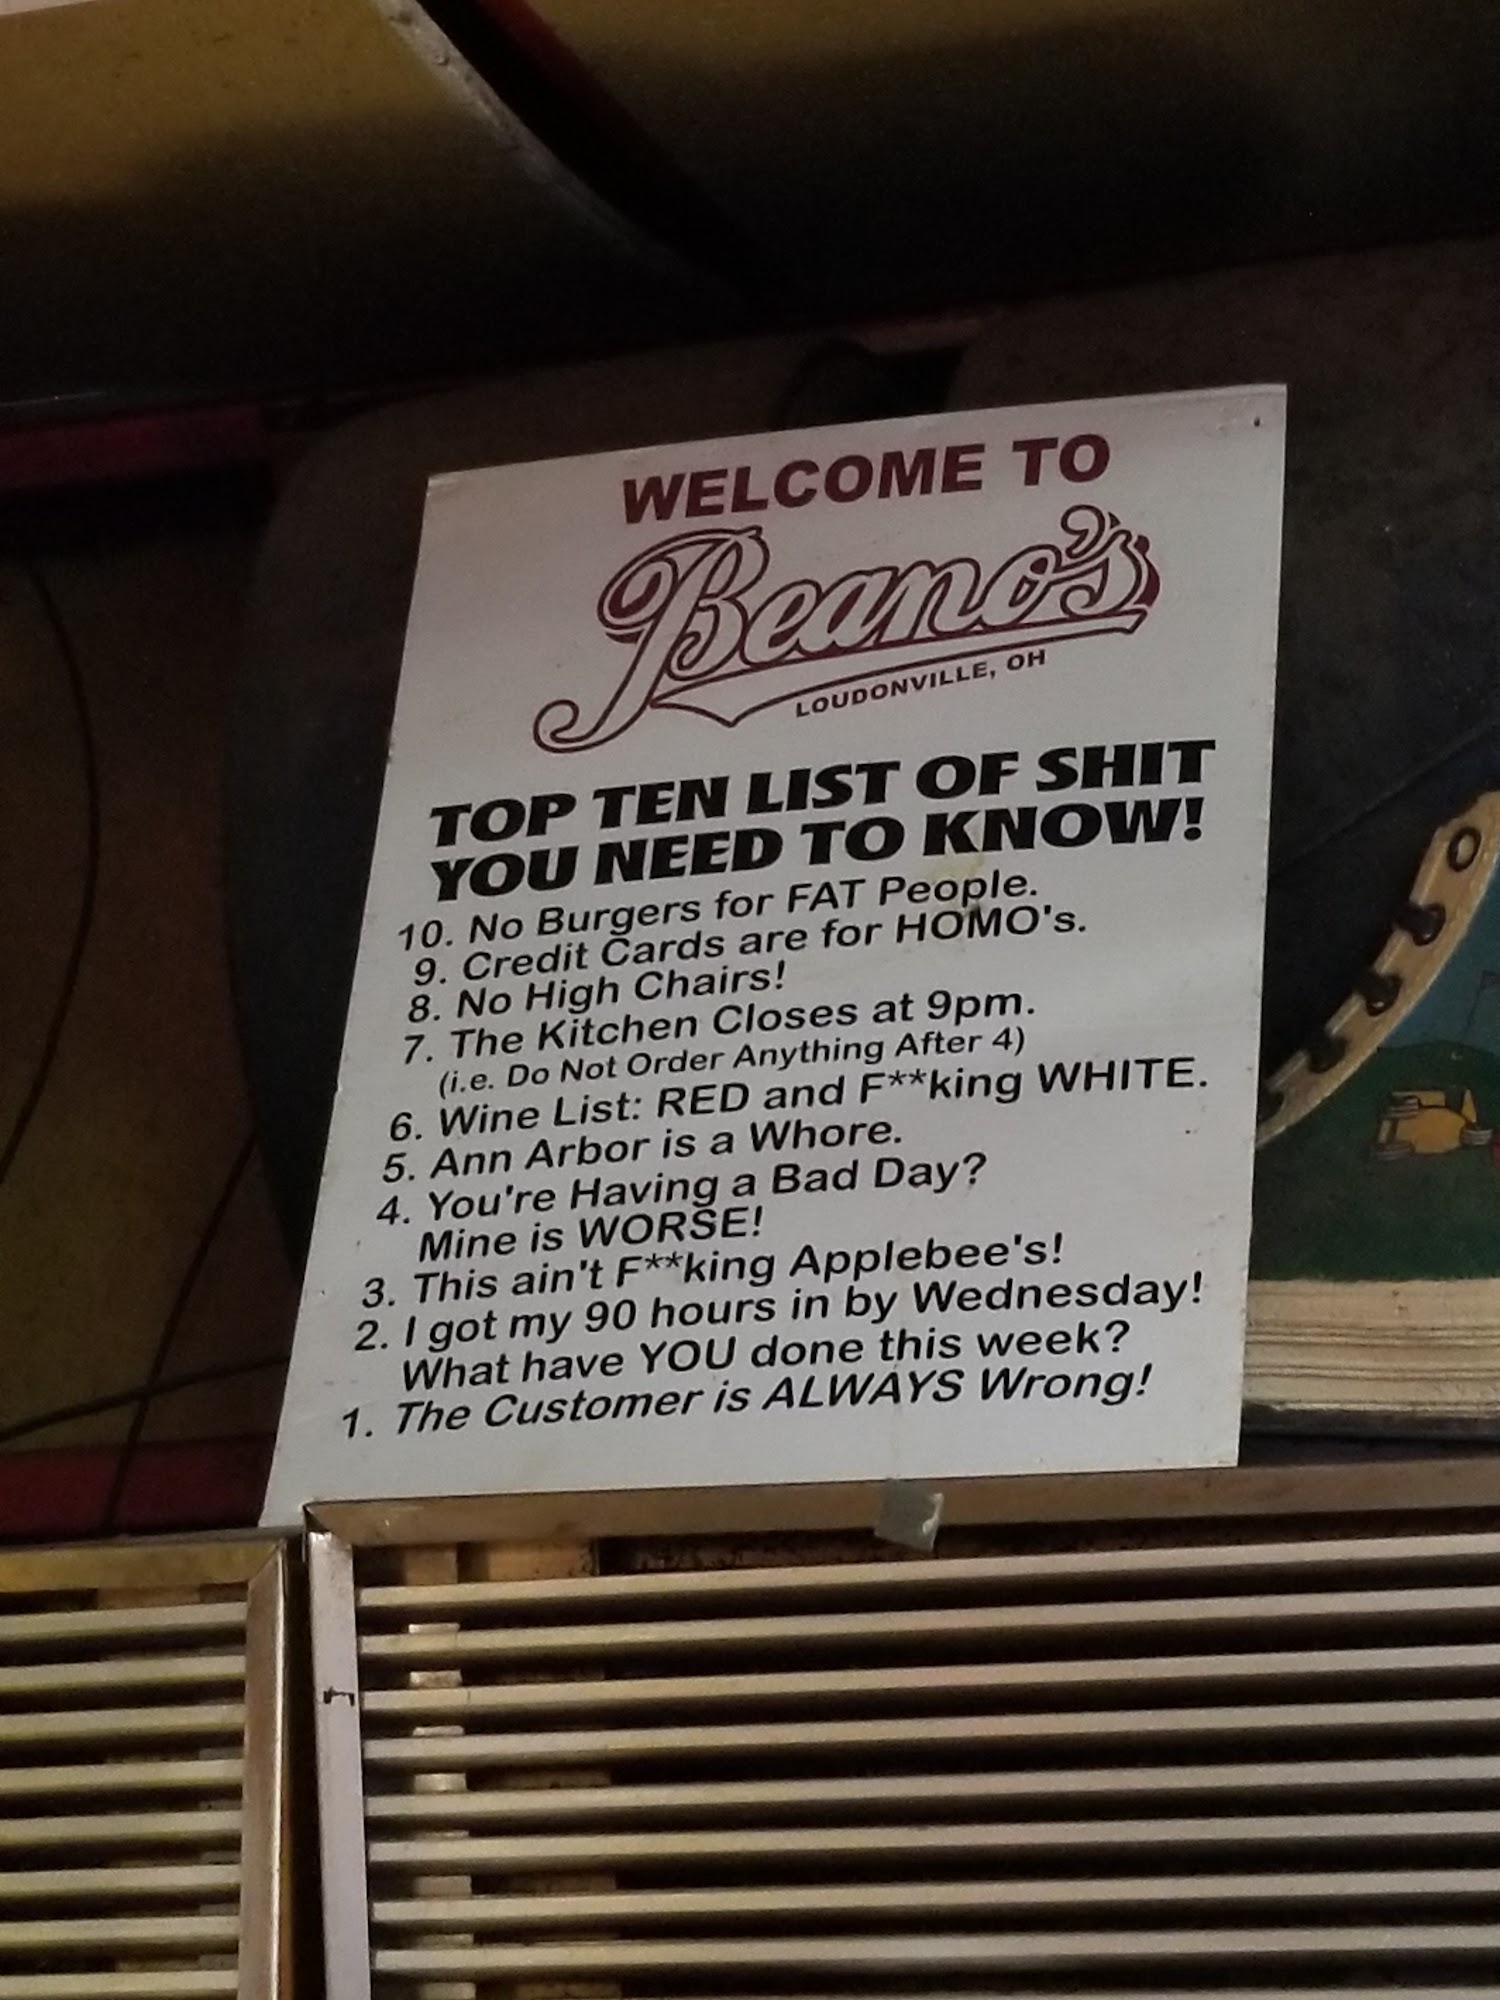 WELCOME TO
Beano's
LOUDONVILLE, OH
TOP TEN LIST OF SHIT
YOU NEED TO KNOW!
10. No Burgers for FAT People.
9. Credit Cards are for HOMO's.
8. No High Chairs!
7. The Kitchen Closes at 9pm.
(i.e. Do Not Order Anything After 4)
6. Wine List: RED and F**king WHITE.
5. Ann Arbor is a Whore.
4. You're Having a Bad Day?
Mine is WORSE!
3. This ain't F**king Applebee's!
2. I got my 90 hours in by Wednesday!
What have YOU done this week?
1. The Customer is ALWAYS Wrong!